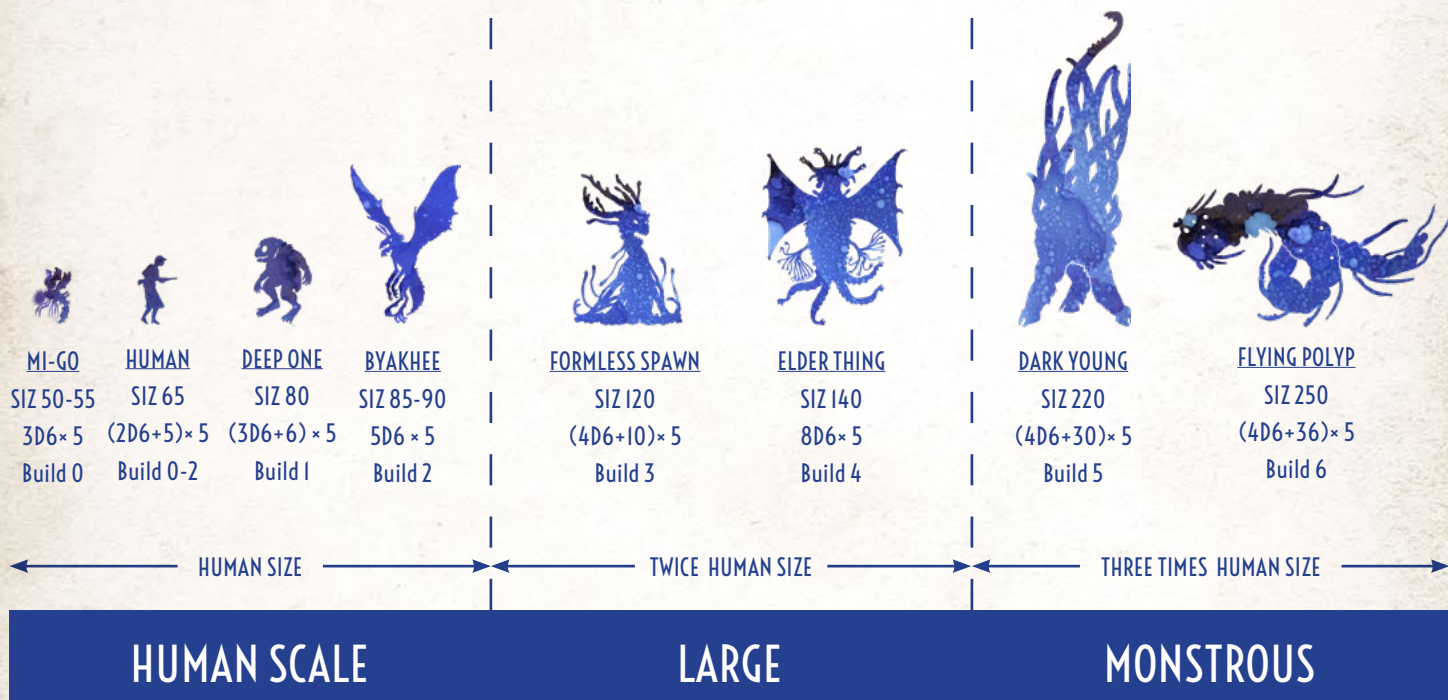 MI-GO
SIZ 50-55
3D6× 5
Build 0
HUMAN
SIZ 65
(2D6+5)× 5
Build 0-2
DEEP ONE
SIZ 80
(3D6+6) × 5
Build 1
BYAKHEE
SIZ 85-90
5D6 × 5
Build 2
FORMLESS SPAWN
SIZ 120
(4D6+10)× 5
Build 3
ELDER THING
SIZ 140
8D6× 5
Build 4
DARK YOUNG
SIZ 220
(4D6+30)× 5
Build 5
FLYING POLYP
SIZ 250
(4D6+36)× 5
Build 6
HUMAN SIZE
TWICE HUMAN SIZE
THREE TIMES HUMAN SIZE
HUMAN SCALE
LARGE
MONSTROUS